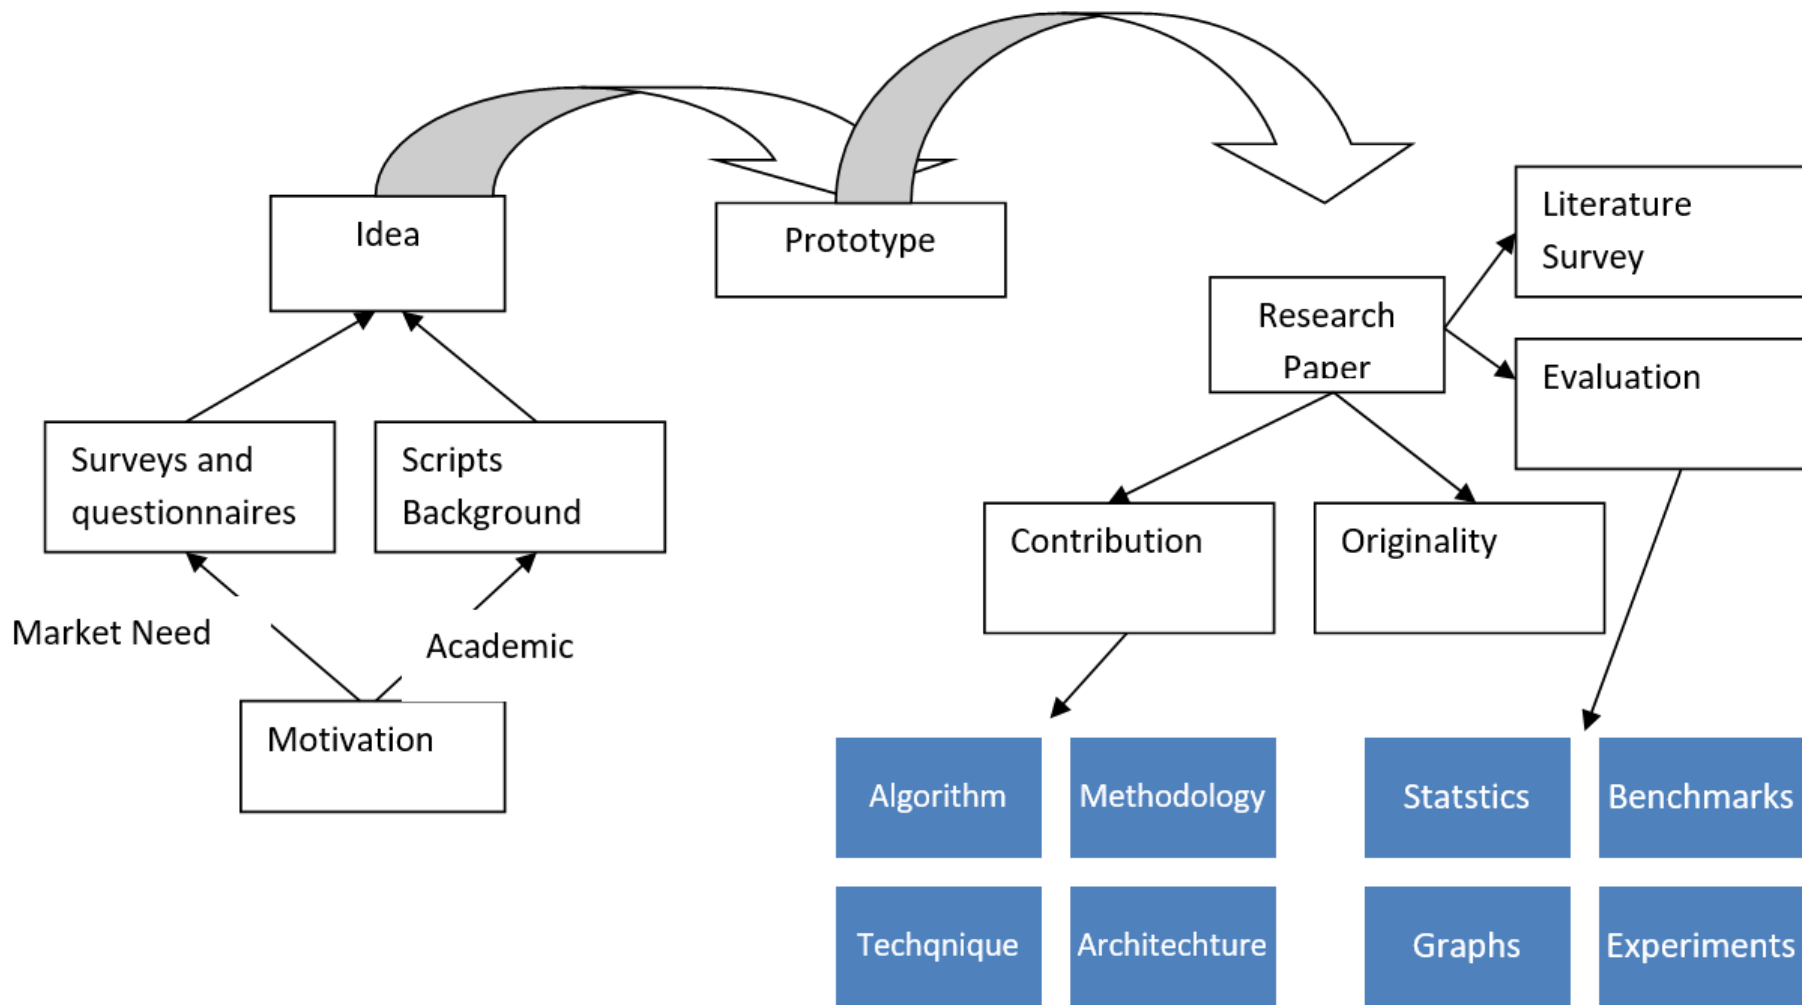 Idea
Prototype
Literature
Survey
Research
Paper
Evaluation
Surveys and
questionnaires
Scripts
Background
Contribution
Originality
Market Need
Academic
Motivation
Algorithm
Methodology
Statstics
Benchmarks
Techqnique
Architechture
Graphs
Experiments